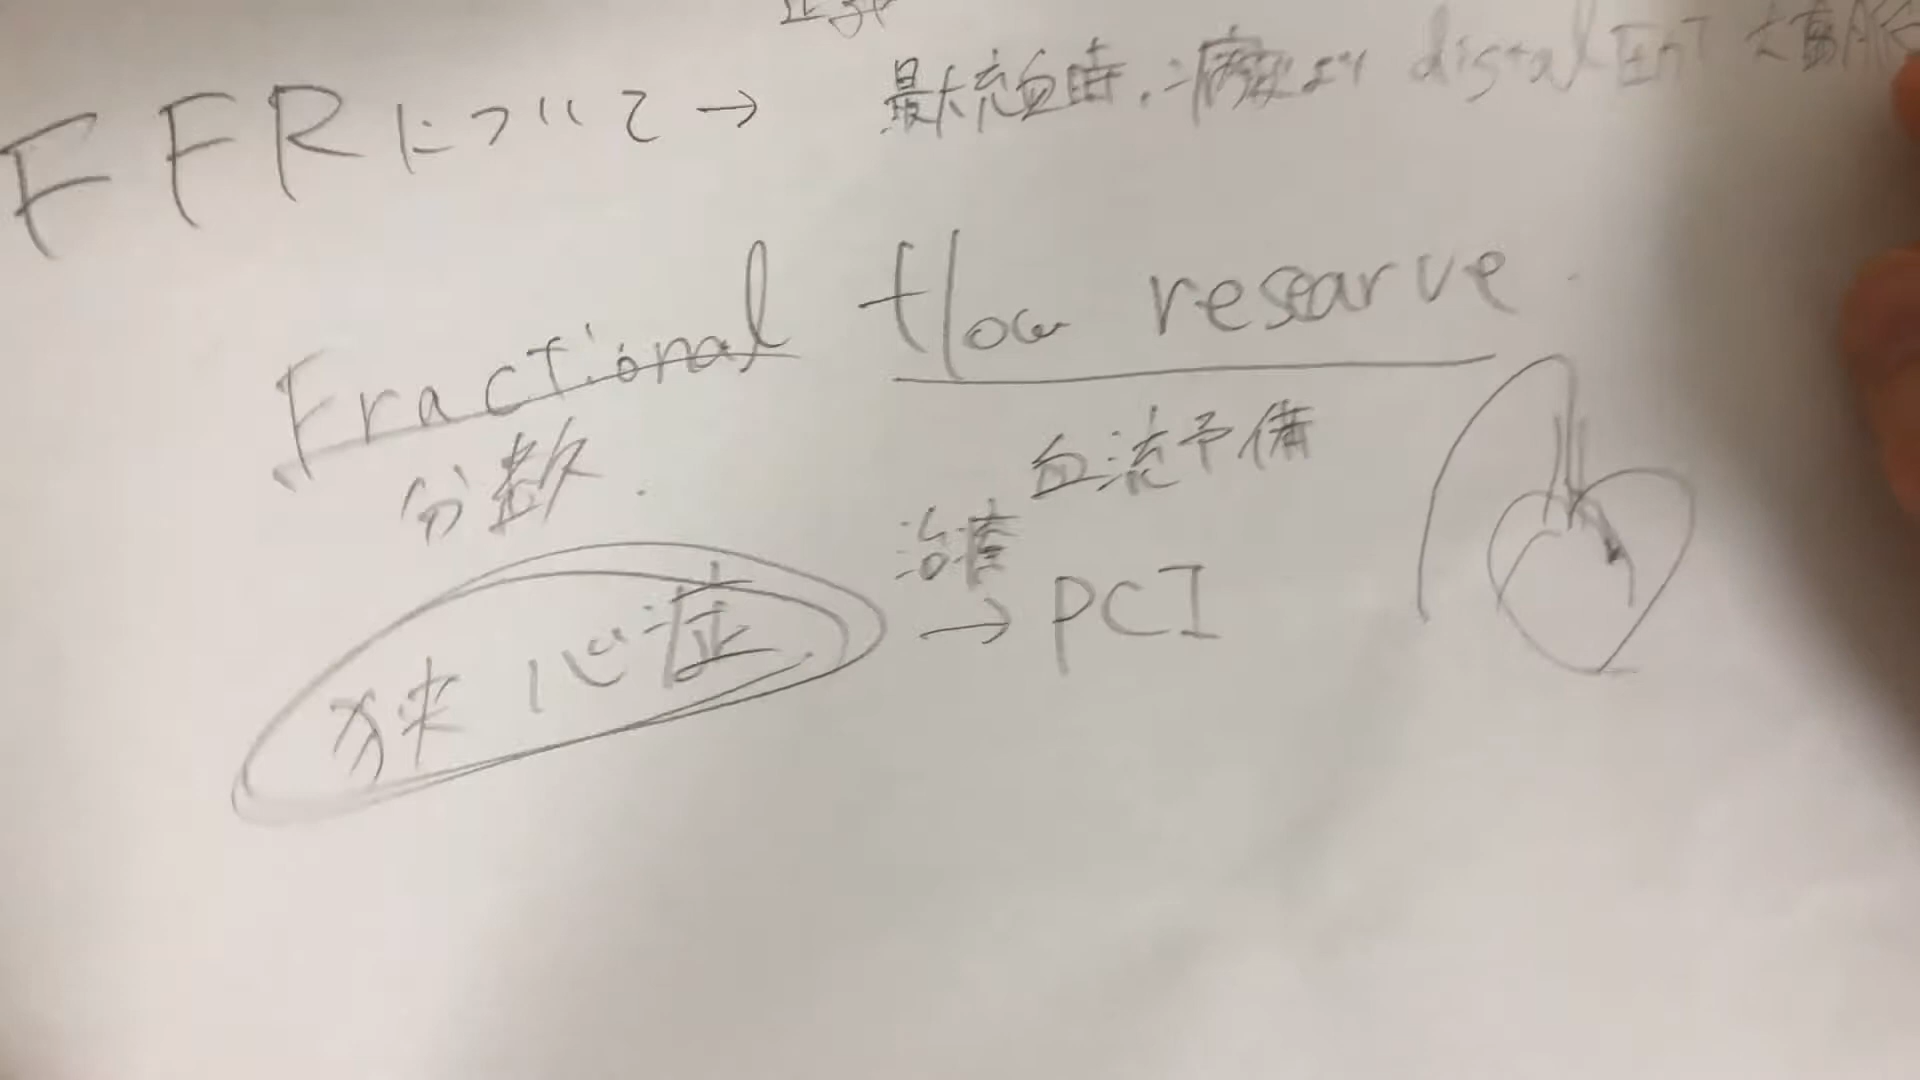 FFRについて→ 最大充血時、病変より distal圧 大動脈
Fractional flow researve
分数 血流予備
狭心症 → 治療 PCI